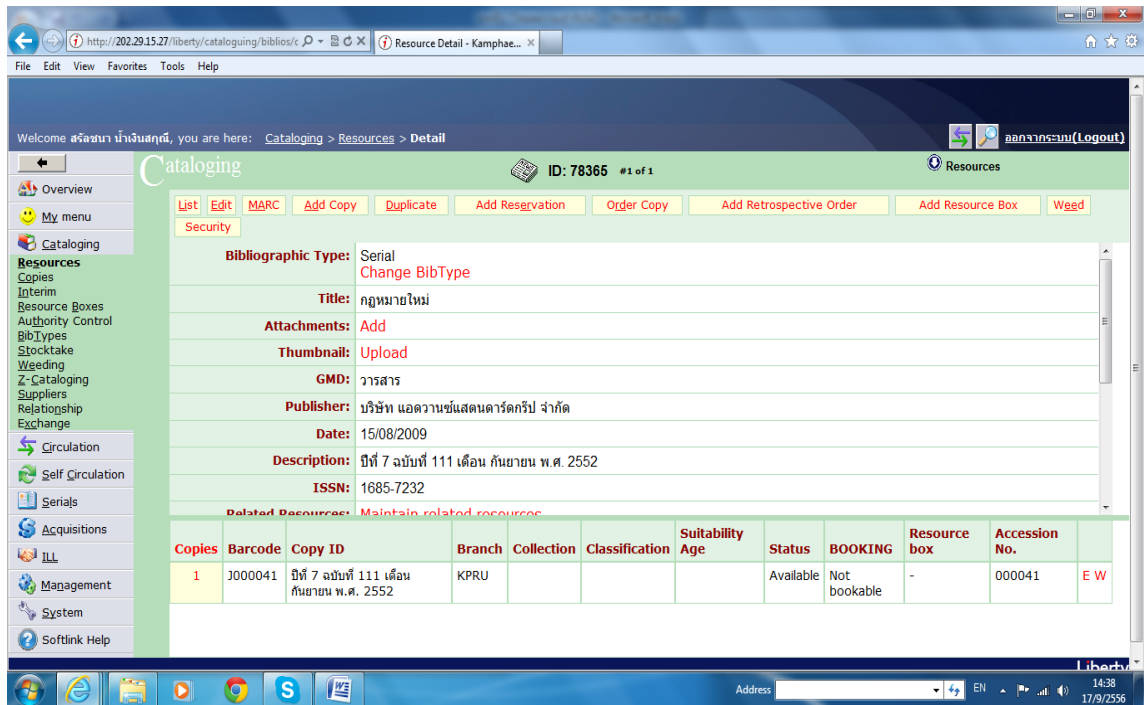 http://202.29.15.27/liberty/cataloguing/biblios/c
Resource Detail - Kamphae...
File Edit View Favorites Tools Help
Welcome สรัลชนา น้ำเงินสกุณี, you are here: Cataloging > Resources > Detail
ออกจากระบบ(Logout)
Cataloging
ID: 78365 #1 of 1
Resources
Overview
My menu
Cataloging
Resources
Copies
Interim
Resource Boxes
Authority Control
BibTypes
Stocktake
Weeding
Z-Cataloging
Suppliers
Relationship
Exchange
Circulation
Self Circulation
Serials
Acquisitions
ILL
Management
System
Softlink Help
List Edit MARC Add Copy Duplicate Add Reservation Order Copy Add Retrospective Order Add Resource Box Weed
Security
Bibliographic Type: Serial
Change BibType
Title: กฎหมายใหม่
Attachments: Add
Thumbnail: Upload
GMD: วารสาร
Publisher: บริษัท แอดวานซ์แสตนดาร์ดกรุ๊ป จำกัด
Date: 15/08/2009
Description: ปีที่ 7 ฉบับที่ 111 เดือน กันยายน พ.ศ. 2552
ISSN: 1685-7232
Related Resources: Maintain related resources
Copies Barcode Copy ID Branch Collection Classification Suitability Age Status BOOKING Resource box Accession No.
1 J000041 ปีที่ 7 ฉบับที่ 111 เดือน กันยายน พ.ศ. 2552 KPRU Available Not bookable - 000041 E W
Liberty
Address
EN
14:38
17/9/2556